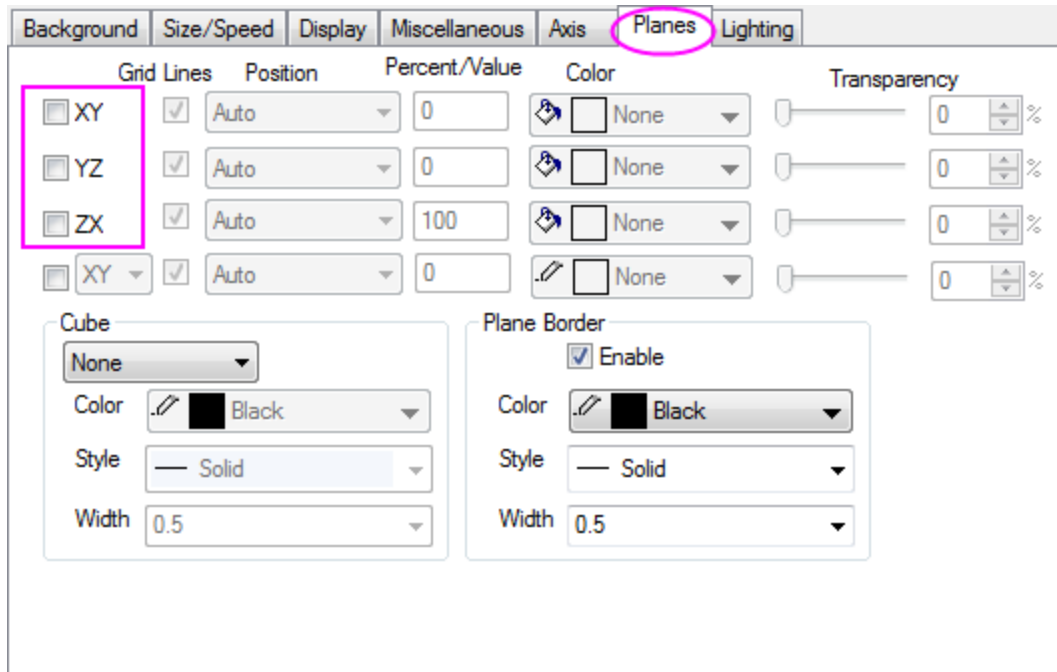 Background Size/Speed Display Miscellaneous Axis Planes Lighting
Grid Lines Position Percent/Value Color Transparency
XY Auto 0 None 0 %
YZ Auto 0 None 0 %
ZX Auto 100 None 0 %
XY Auto 0 None 0 %
Cube
None
Color Black
Style Solid
Width 0.5
Plane Border
Enable
Color Black
Style Solid
Width 0.5